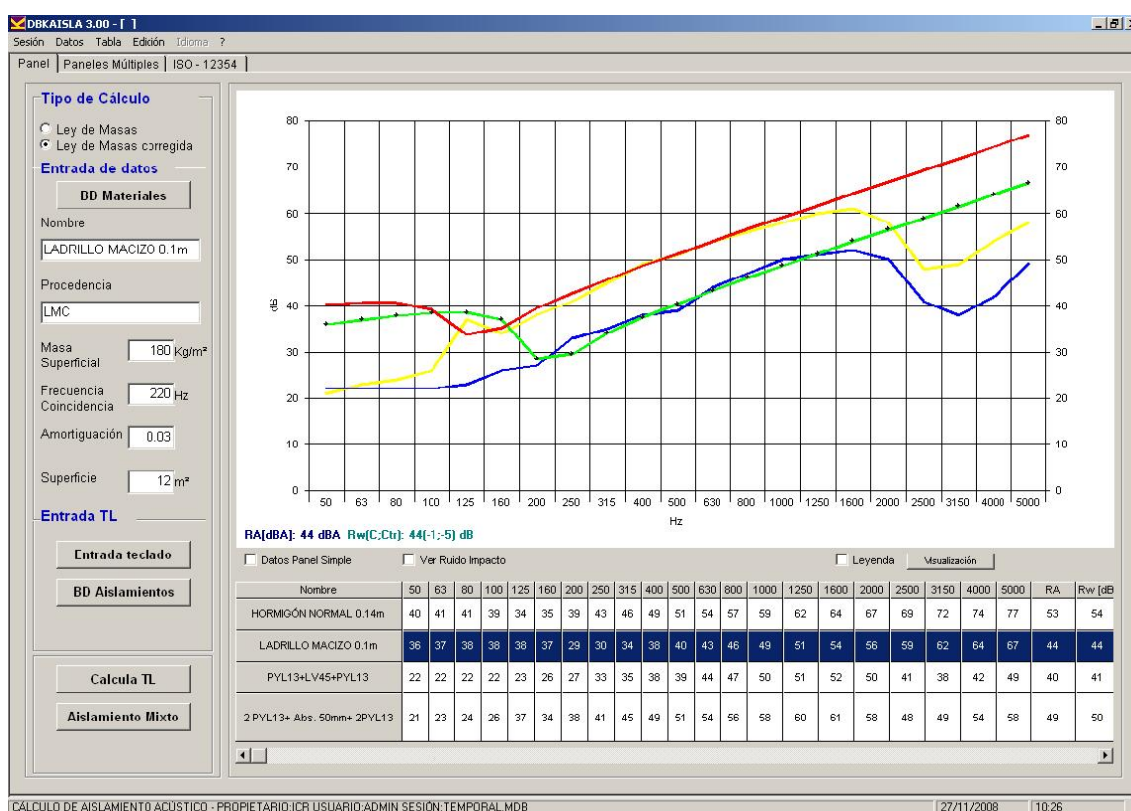 DBKAISLA 3.00 - [ ]
Sesión Datos Tabla Edición Idioma ?
Panel Paneles Múltiples ISO - 12354
Tipo de Cálculo
Ley de Masas
Ley de Masas corregida
Entrada de datos
BD Materiales
Nombre
LADRILLO MACIZO 0.1m
Procedencia
LMC
Masa
Superficial
180 Kg/m²
Frecuencia
Coincidencia
220 Hz
Amortiguación 0.03
Superficie 12 m²
Entrada TL
Entrada teclado
BD Aislamientos
Calcula TL
Aislamiento Mixto
80 80
70 70
60 60
50 50
dB
40 40
30 30
20 20
10 10
0 0
50 63 80 100 125 160 200 250 315 400 500 630 800 1000 1250 1600 2000 2500 3150 4000 5000
Hz
RA[dBA]: 44 dBA Rw(C;Ctr): 44(-1;-5) dB
Datos Panel Simple Ver Ruido Impacto Leyenda Visualización
Nombre 50 63 80 100 125 160 200 250 315 400 500 630 800 1000 1250 1600 2000 2500 3150 4000 5000 RA Rw [dB
HORMIGÓN NORMAL 0.14m 40 41 41 39 34 35 39 43 46 49 51 54 57 59 62 64 67 69 72 74 77 53 54
LADRILLO MACIZO 0.1m 36 37 38 38 38 37 29 30 34 38 40 43 46 49 51 54 56 59 62 64 67 44 44
PYL13+LV45+PYL13 22 22 22 22 23 26 27 33 35 38 39 44 47 50 51 52 50 41 38 42 49 40 41
2 PYL13+ Abs. 50mm+ 2PYL13 21 23 24 26 37 34 38 41 45 49 51 54 56 58 60 61 58 48 49 54 58 49 50
CÁLCULO DE AISLAMIENTO ACÚSTICO - PROPIETARIO:ICR USUARIO:ADMIN SESIÓN:TEMPORAL.MDB 27/11/2008 10:26